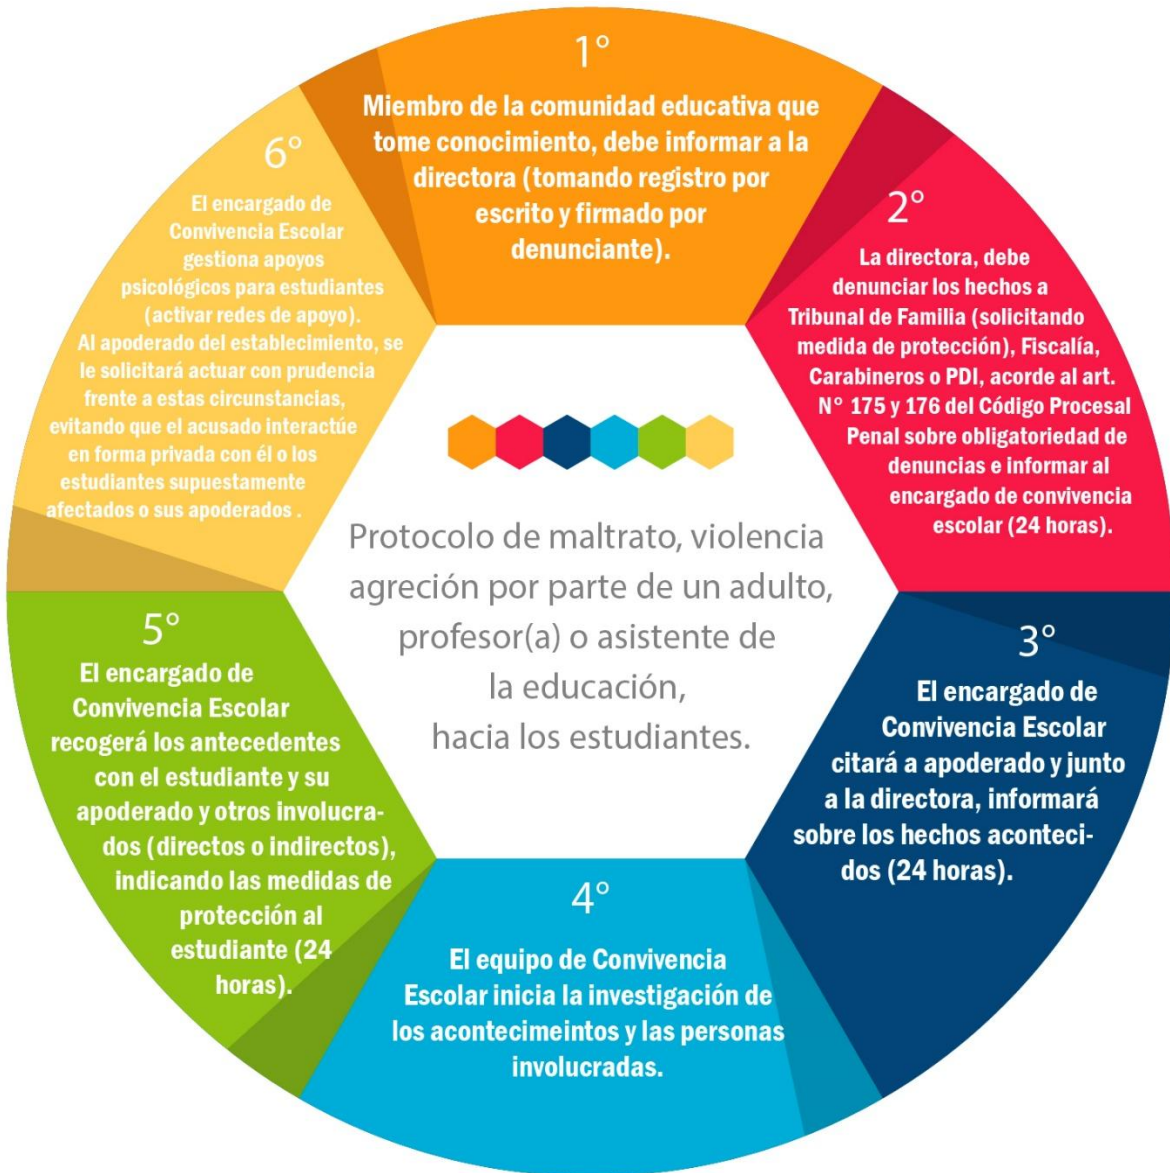 1°
Miembro de la comunidad educativa que
tome conocimiento, debe informar a la
directora (tomando registro por
escrito y firmado por
denunciante).
2°
La directora, debe
denunciar los hechos a
Tribunal de Familia (solicitando
medida de protección), Fiscalía,
Carabineros o PDI, acorde al art.
N° 175 y 176 del Código Procesal
Penal sobre obligatoriedad de
denuncias e informar al
encargado de convivencia
escolar (24 horas).
3°
El encargado de
Convivencia Escolar
citará a apoderado y junto
a la directora, informará
sobre los hechos aconteci-
dos (24 horas).
4°
El equipo de Convivencia
Escolar inicia la investigación de
los acontecimeintos y las personas
involucradas.
5°
El encargado de
Convivencia Escolar
recogerá los antecedentes
con el estudiante y su
apoderado y otros involucra-
dos (directos o indirectos),
indicando las medidas de
protección al
estudiante (24
horas).
6°
El encargado de
Convivencia Escolar
gestiona apoyos
psicológicos para estudiantes
(activar redes de apoyo).
Al apoderado del establecimiento, se
le solicitará actuar con prudencia
frente a estas circunstancias,
evitando que el acusado interactúe
en forma privada con él o los
estudiantes supuestamente
afectados o sus apoderados .
Protocolo de maltrato, violencia
agreción por parte de un adulto,
profesor(a) o asistente de
la educación,
hacia los estudiantes.